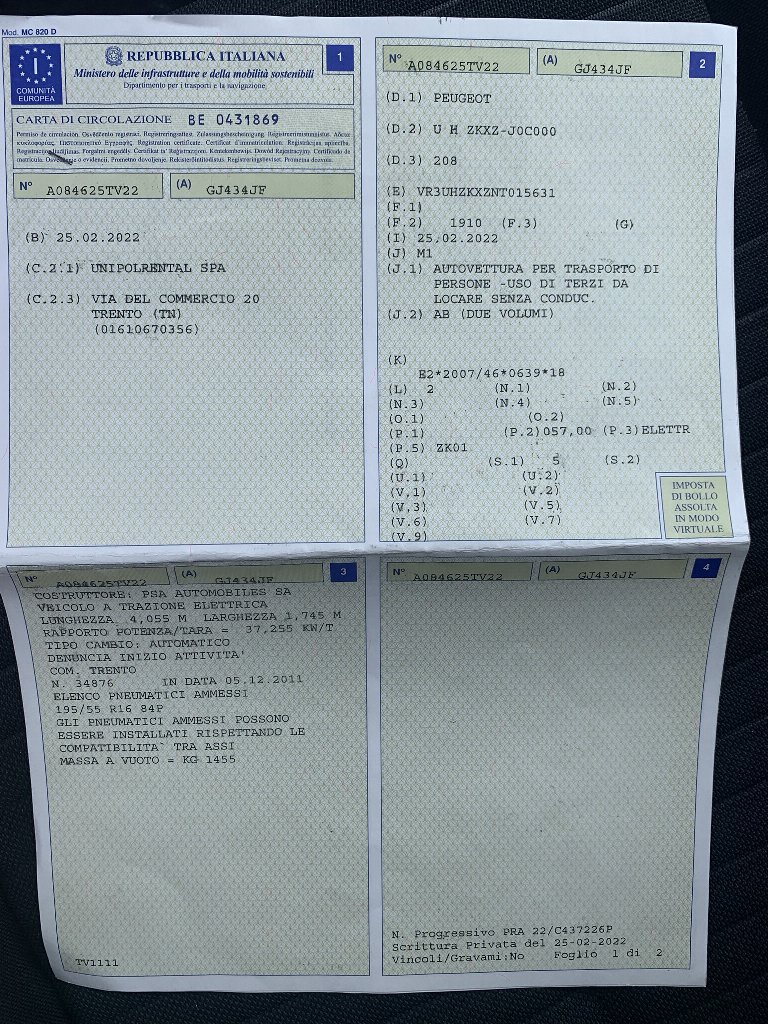 Mod. MC 820 D
I
COMUNITÀ
EUROPEA
REPUBBLICA ITALIANA
Ministero delle infrastrutture e della mobilità sostenibili
Dipartimento per i trasporti e la navigazione
1
CARTA DI CIRCOLAZIONE BE 0431869
Permiso de circulación.
N° A084625TV22 (A) GJ434JF
(B) 25.02.2022
(C.2.1) UNIPOLRENTAL SPA
(C.2.3) VIA DEL COMMERCIO 20
TRENTO (TN)
(01610670356)
N° A084625TV22 (A) GJ434JF 2
(D.1) PEUGEOT
(D.2) U H ZKXZ-J0C000
(D.3) 208
(E) VR3UHZKXZNT015631
(F.1)
(F.2) 1910 (F.3) (G)
(I) 25.02.2022
(J) M1
(J.1) AUTOVETTURA PER TRASPORTO DI
PERSONE -USO DI TERZI DA
LOCARE SENZA CONDUC.
(J.2) AB (DUE VOLUMI)
(K)
E2*2007/46*0639*18
(L) 2 (N.1) (N.2)
(N.3) (N.4) (N.5)
(O.1) (O.2)
(P.1) (P.2)057,00 (P.3)ELETTR
(P.5) ZK01
(Q) (S.1) 5 (S.2)
(U.1) (U.2)
(V.1) (V.2)
(V.3) (V.5)
(V.6) (V.7)
(V.9)
IMPOSTA
DI BOLLO
ASSOLTA
IN MODO
VIRTUALE
N° A084625TV22 (A) GJ434JF 3
COSTRUTTORE: PSA AUTOMOBILES SA
VEICOLO A TRAZIONE ELETTRICA
LUNGHEZZA 4,055 M LARGHEZZA 1,745 M
RAPPORTO POTENZA/TARA = 37,255 KW/T
TIPO CAMBIO: AUTOMATICO
DENUNCIA INIZIO ATTIVITA'
COM. TRENTO
N. 34876 IN DATA 05.12.2011
ELENCO PNEUMATICI AMMESSI
195/55 R16 84P
GLI PNEUMATICI AMMESSI POSSONO
ESSERE INSTALLATI RISPETTANDO LE
COMPATIBILITA` TRA ASSI
MASSA A VUOTO = KG 1455
TV1111
N° A084625TV22 (A) GJ434JF 4
N. Progressivo PRA 22/C437226P
Scrittura Privata del 25-02-2022
Vincoli/Gravami:No Foglio 1 di 2